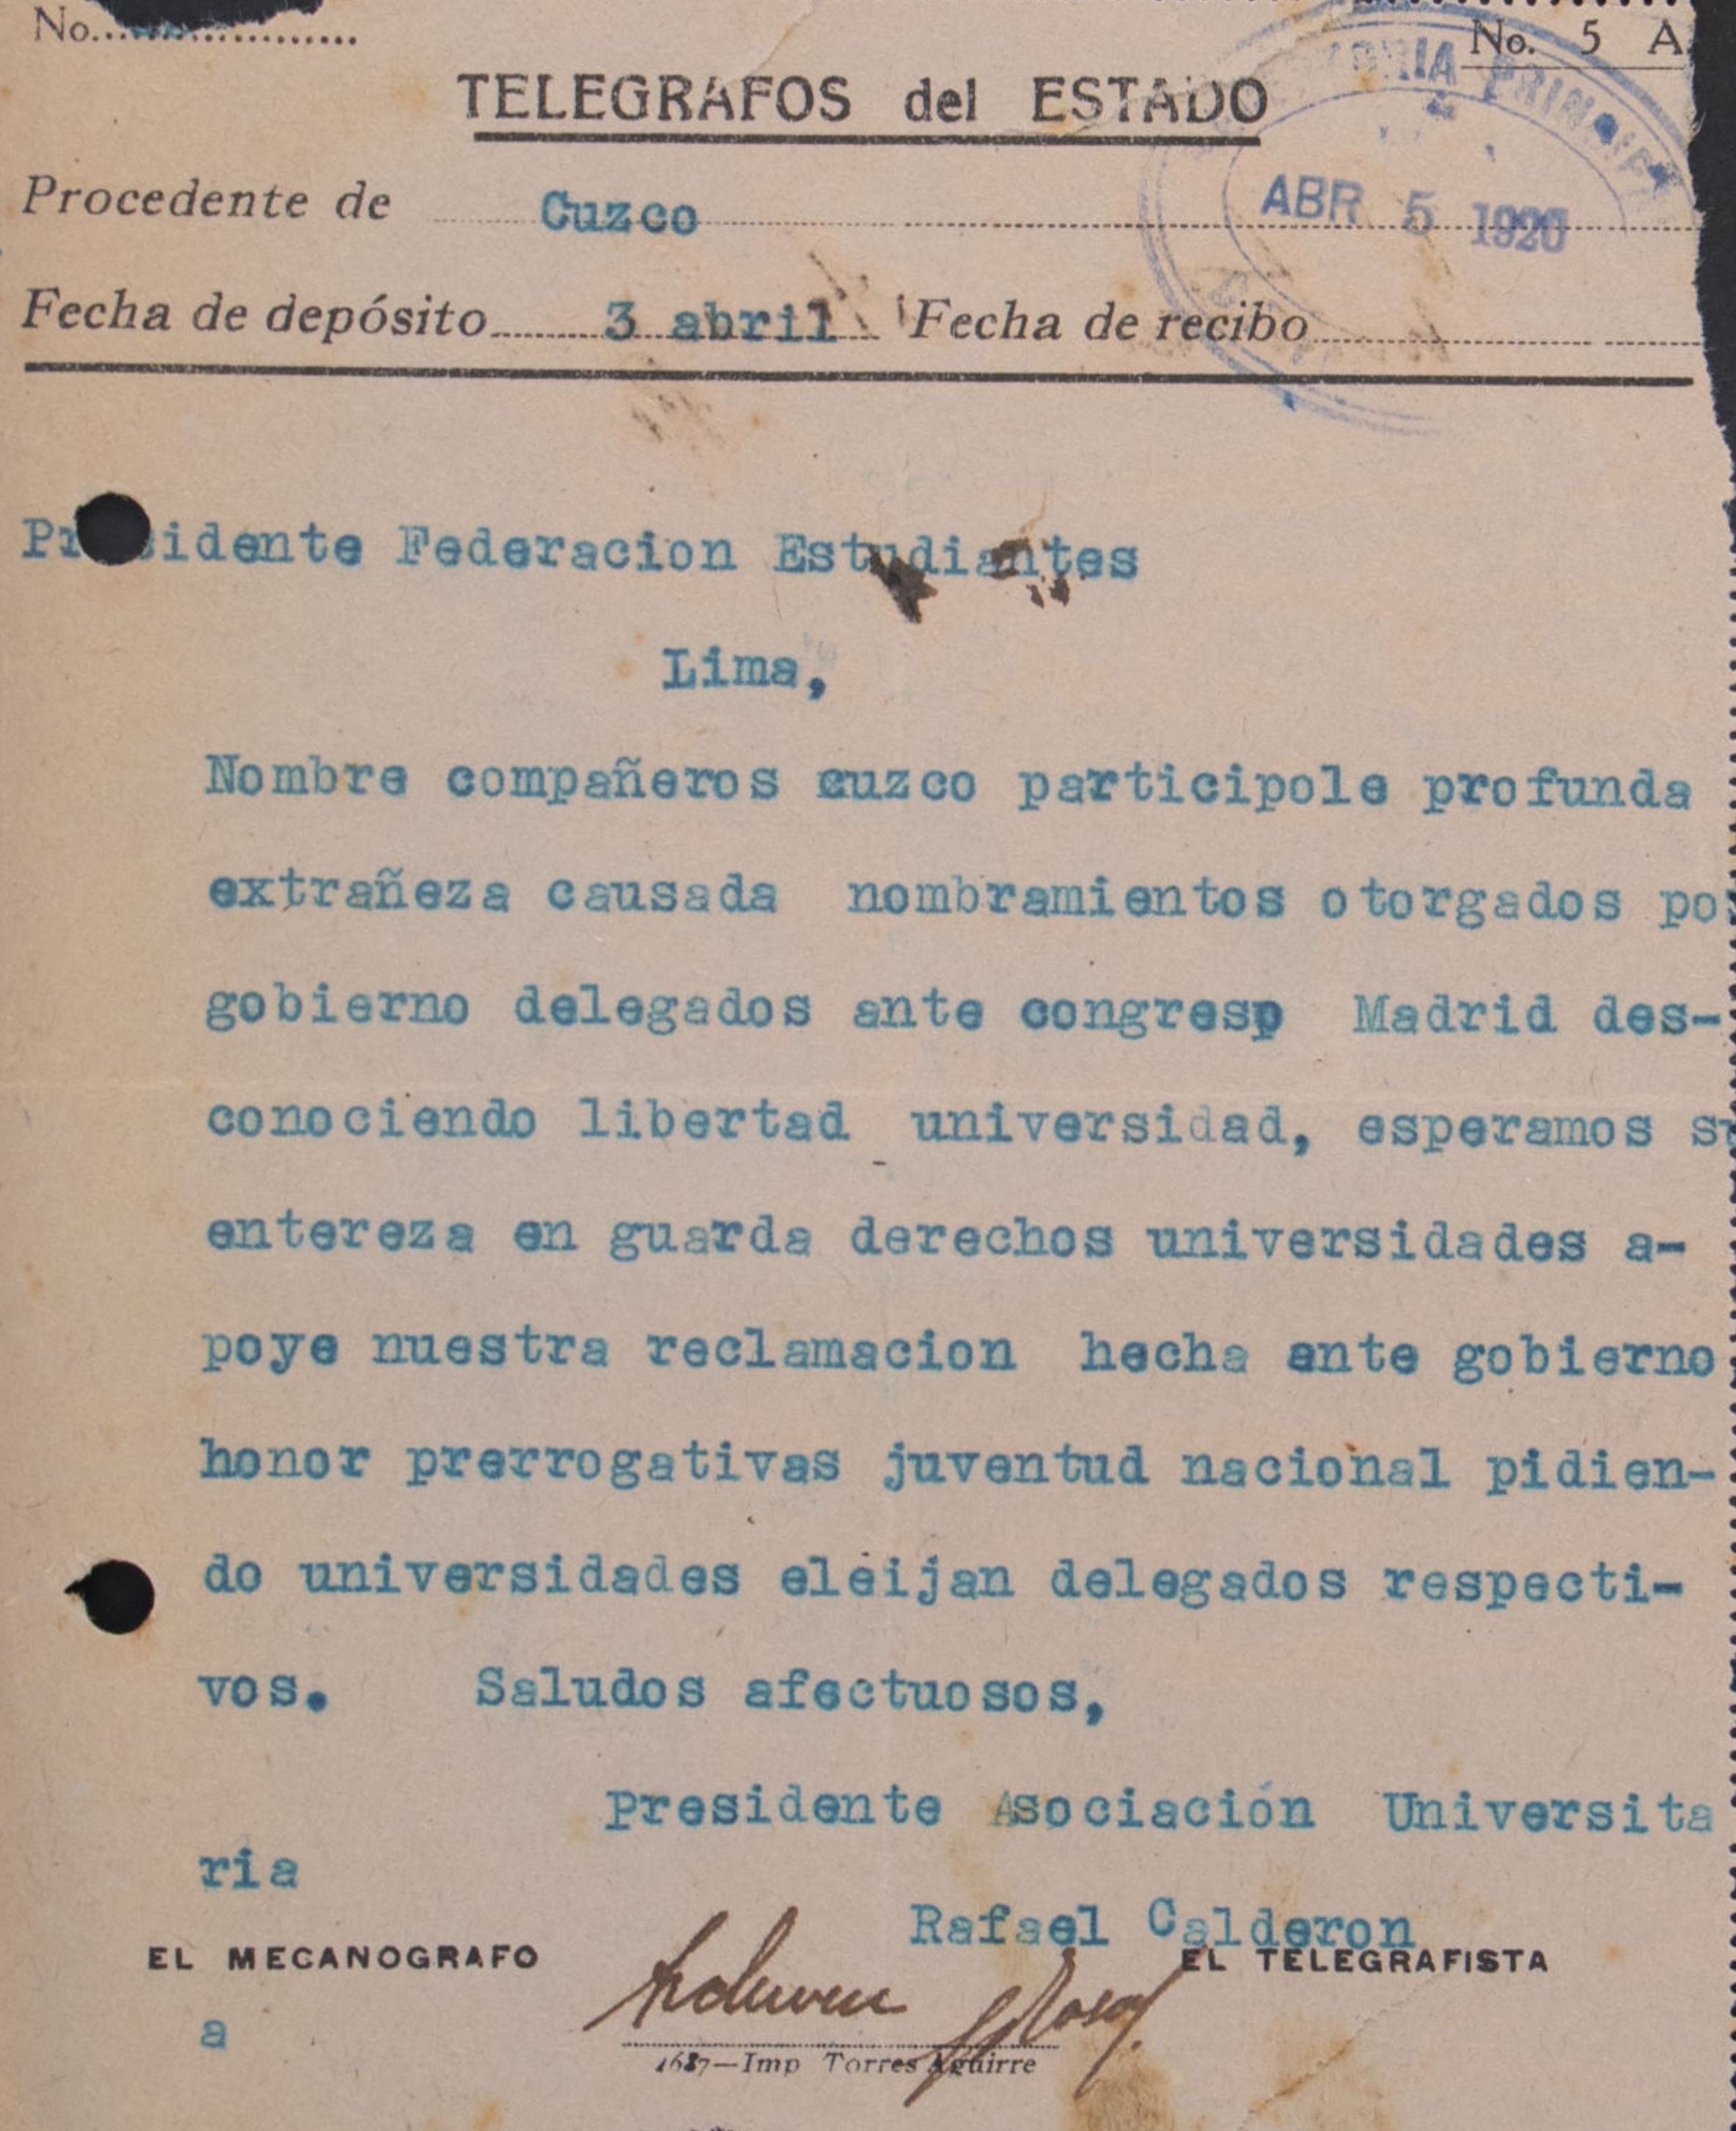 No....................
No. 5 A
TELEGRAFOS del ESTADO
PRINCIPAL
ABR 5 1920
Procedente de Cuzco
Fecha de depósito 3 abril Fecha de recibo
Presidente Federacion Estudiantes
Lima,
Nombre compañeros cuzco participole profunda
extrañeza causada nombramientos otorgados por
gobierno delegados ante congresp Madrid des-
conociendo libertad universidad, esperamos su
entereza en guarda derechos universidades a-
poye nuestra reclamacion hecha ante gobierno
honor prerrogativas juventud nacional pidien-
do universidades eleijan delegados respecti-
vos. Saludos afectuosos,
Presidente Asociación Universita
ria
Rafael Calderon
EL MECANOGRAFO
EL TELEGRAFISTA
a
1687—Imp Torres Aguirre